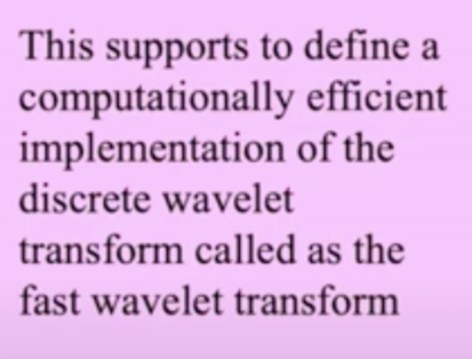 This supports to define a
computationally efficient
implementation of the
discrete wavelet
transform called as the
fast wavelet transform